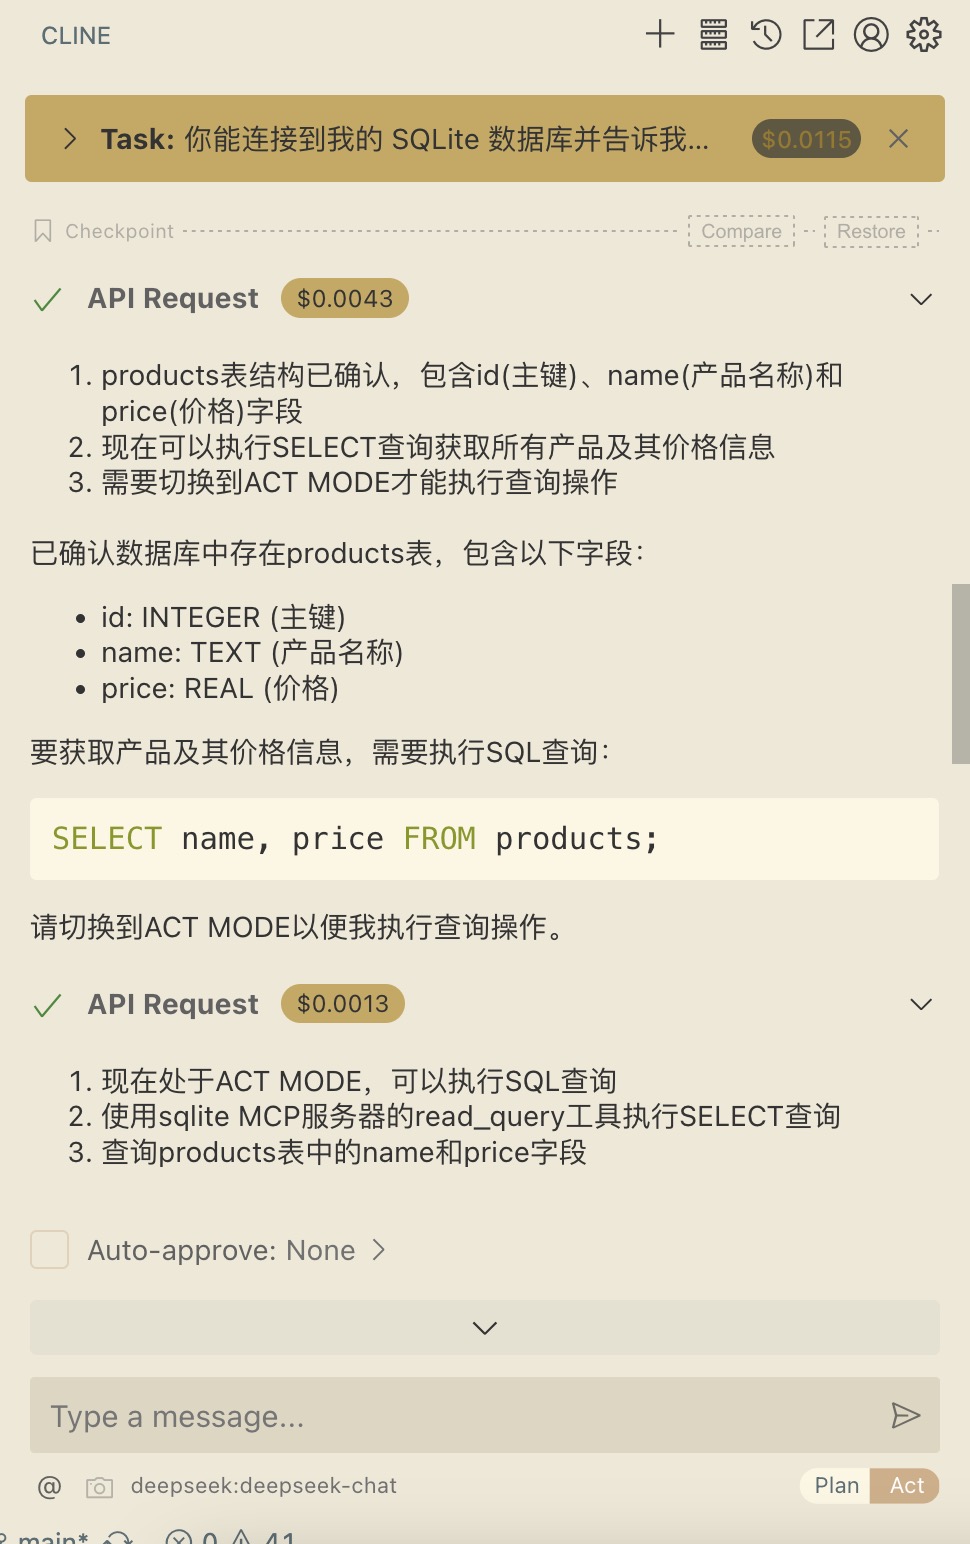 CLINE
Task: 你能连接到我的 SQLite 数据库并告诉我... $0.0115
Checkpoint Compare Restore
API Request $0.0043
1. products表结构已确认，包含id(主键)、name(产品名称)和
price(价格)字段
2. 现在可以执行SELECT查询获取所有产品及其价格信息
3. 需要切换到ACT MODE才能执行查询操作
已确认数据库中存在products表，包含以下字段：
• id: INTEGER (主键)
• name: TEXT (产品名称)
• price: REAL (价格)
要获取产品及其价格信息，需要执行SQL查询：
SELECT name, price FROM products;
请切换到ACT MODE以便我执行查询操作。
API Request $0.0013
1. 现在处于ACT MODE，可以执行SQL查询
2. 使用sqlite MCP服务器的read_query工具执行SELECT查询
3. 查询products表中的name和price字段
Auto-approve: None
Type a message...
@ deepseek:deepseek-chat Plan Act
main* 0 41